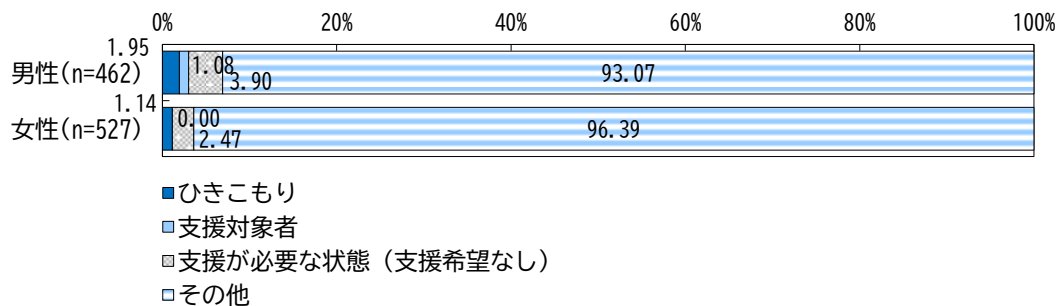 0% 20% 40% 60% 80% 100%
1.95
男性(n=462) 1.08 3.90 93.07
1.14
女性(n=527) 0.00 2.47 96.39
ひきこもり
支援対象者
支援が必要な状態（支援希望なし）
その他